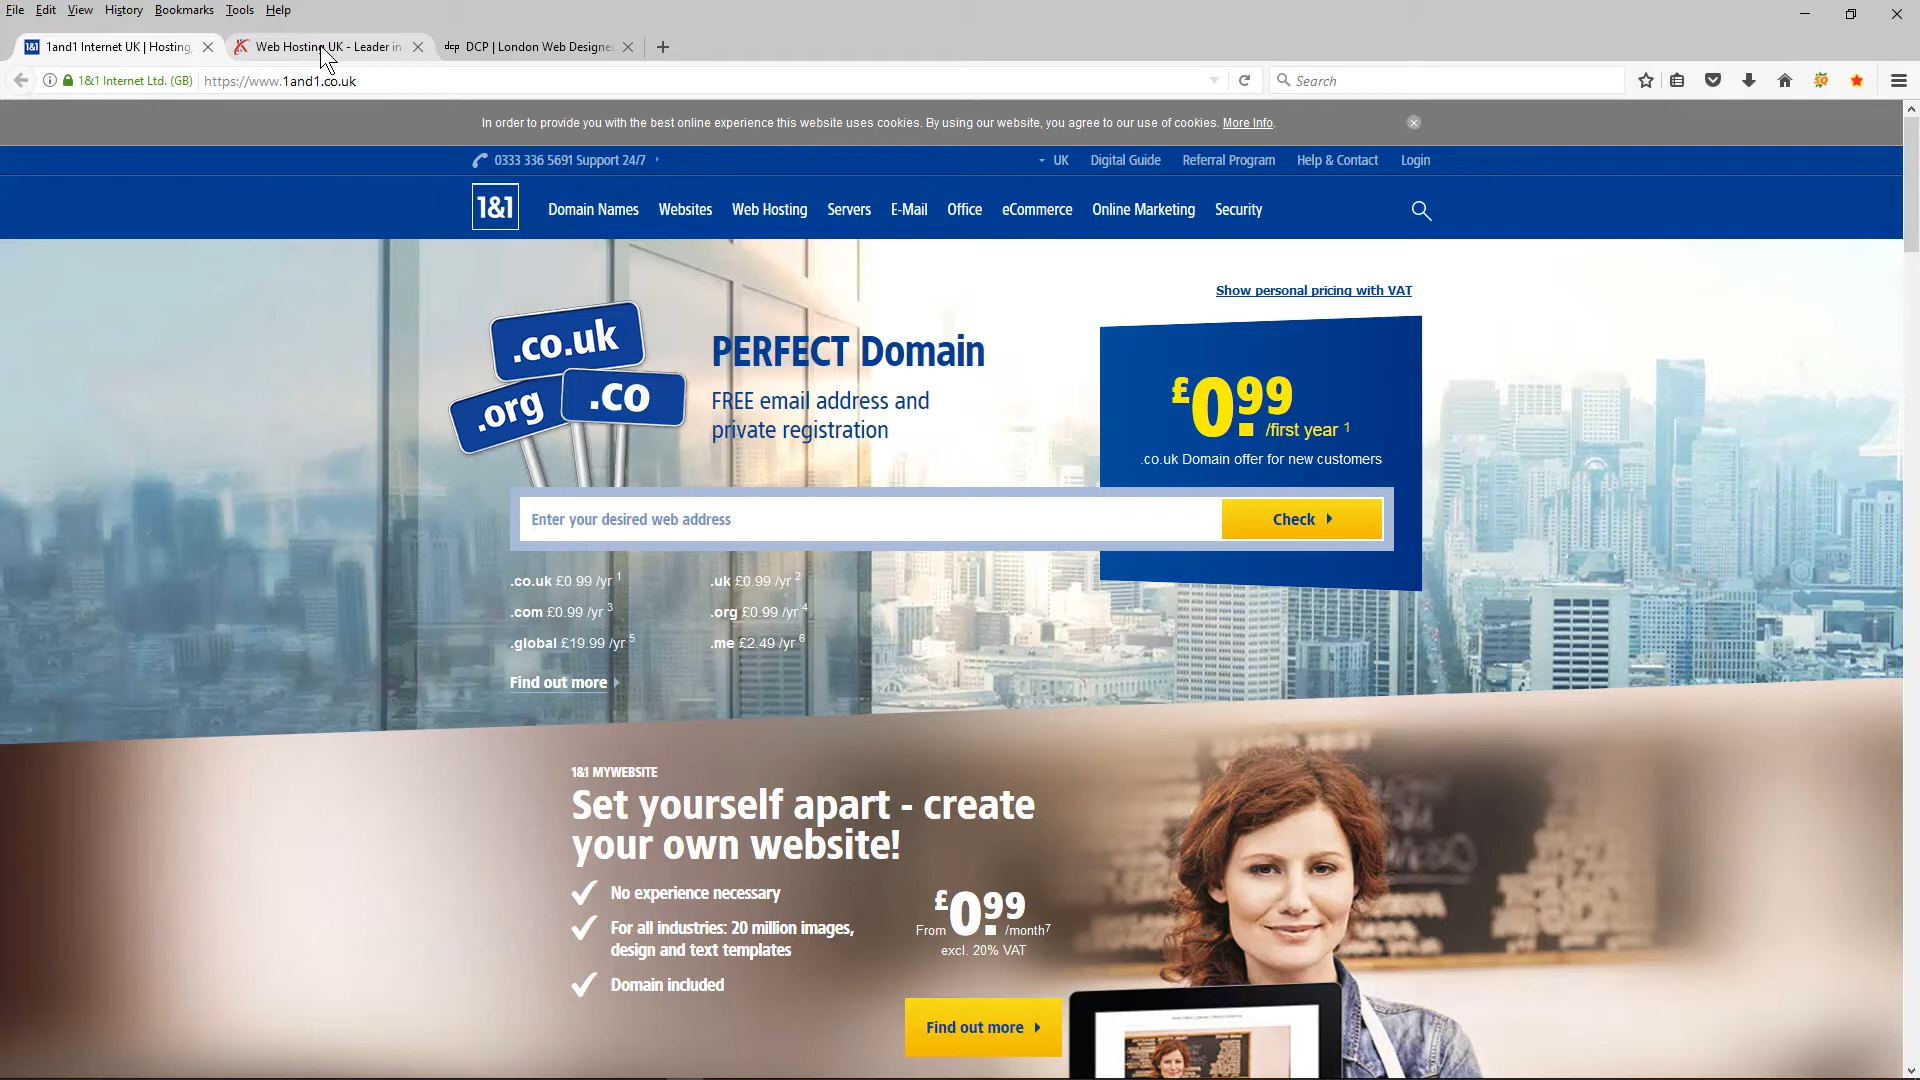 File Edit View History Bookmarks Tools Help
1and1 Internet UK | Hosting,
Web Hosting UK - Leader in
dcp DCP | London Web Designe
1&1 Internet Ltd. (GB) https://www.1and1.co.uk
Search
In order to provide you with the best online experience this website uses cookies. By using our website, you agree to our use of cookies. More Info.
0333 336 5691 Support 24/7
UK Digital Guide Referral Program Help & Contact Login
1&1 Domain Names Websites Web Hosting Servers E-Mail Office eCommerce Online Marketing Security
Show personal pricing with VAT
.co.uk
.org
.co
PERFECT Domain
FREE email address and
private registration
£0.99
/first year 1
.co.uk Domain offer for new customers
Enter your desired web address
Check
.co.uk £0.99 /yr 1
.uk £0.99 /yr 2
.com £0.99 /yr 3
.org £0.99 /yr 4
.global £19.99 /yr 5
.me £2.49 /yr 6
Find out more
1&1 MYWEBSITE
Set yourself apart - create
your own website!
No experience necessary
For all industries: 20 million images,
design and text templates
Domain included
From £0.99 /month7
excl. 20% VAT
Find out more